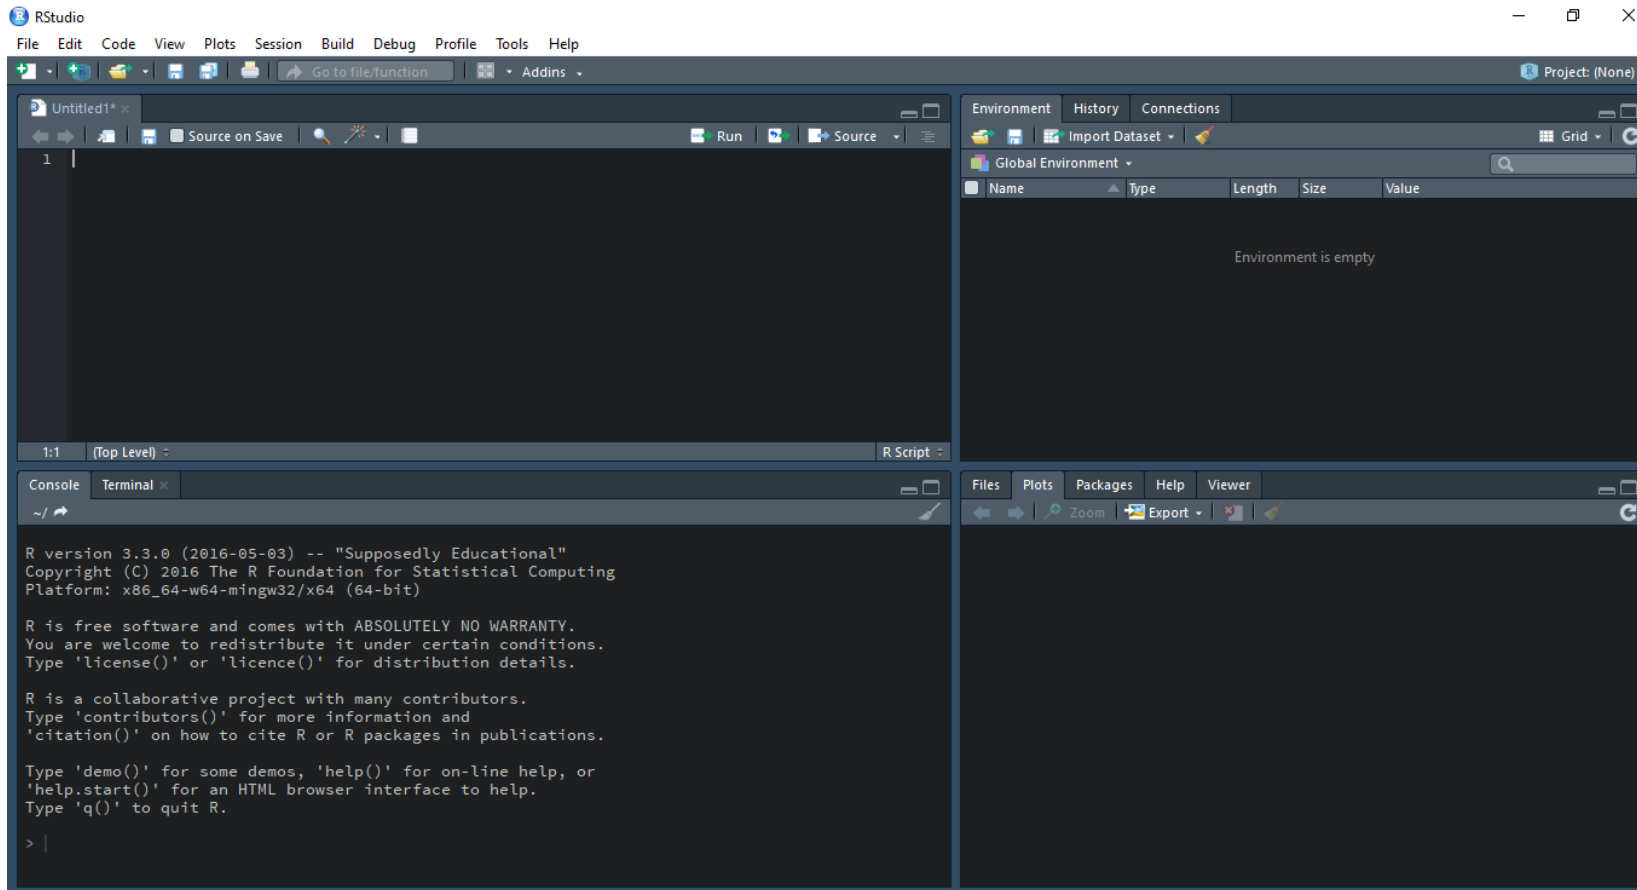 RStudio
File Edit Code View Plots Session Build Debug Profile Tools Help
Go to file/function Addins Project: (None)
Untitled1*
Source on Save Run Source
1
1:1 (Top Level) R Script
Environment History Connections
Import Dataset Grid
Global Environment
Name Type Length Size Value
Environment is empty
Console Terminal
~/
R version 3.3.0 (2016-05-03) -- "Supposedly Educational"
Copyright (C) 2016 The R Foundation for Statistical Computing
Platform: x86_64-w64-mingw32/x64 (64-bit)
R is free software and comes with ABSOLUTELY NO WARRANTY.
You are welcome to redistribute it under certain conditions.
Type 'license()' or 'licence()' for distribution details.
R is a collaborative project with many contributors.
Type 'contributors()' for more information and
'citation()' on how to cite R or R packages in publications.
Type 'demo()' for some demos, 'help()' for on-line help, or
'help.start()' for an HTML browser interface to help.
Type 'q()' to quit R.
>
Files Plots Packages Help Viewer
Zoom Export